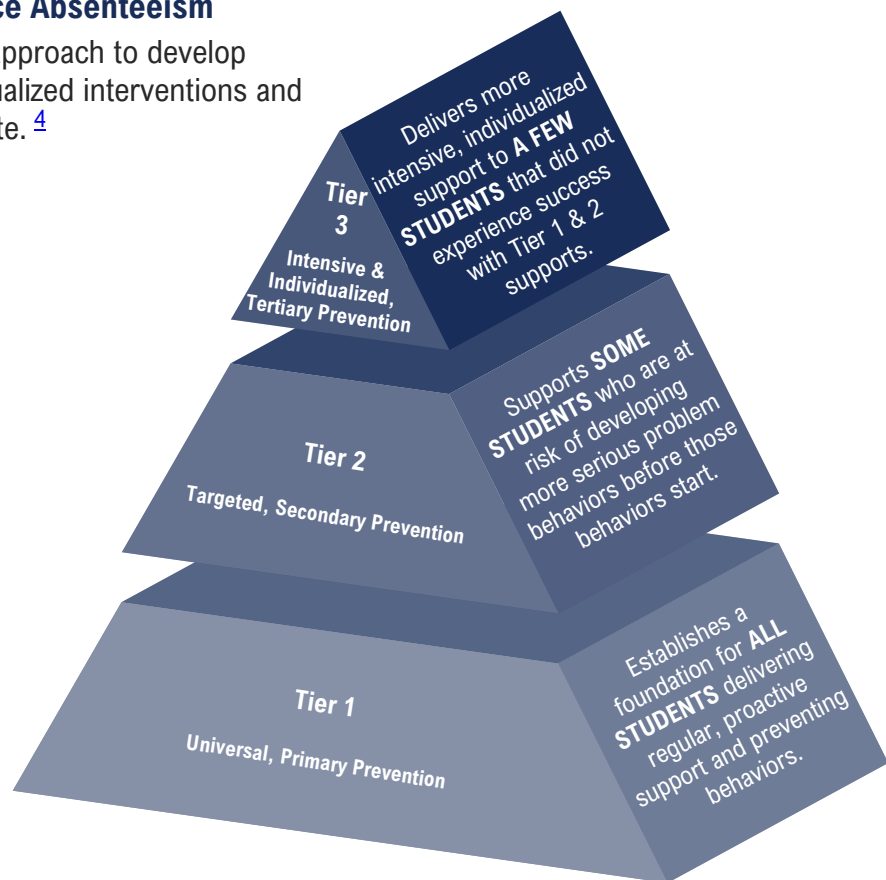 ce Absenteeism
approach to develop
ualized interventions and
te. 4
Tier
3
Intensive &
Individualized,
Tertiary Prevention
Delivers more
intensive, individualized
support to A FEW
STUDENTS that did not
experience success
with Tier 1 & 2
supports.
Tier 2
Targeted, Secondary Prevention
Supports SOME
STUDENTS who are at
risk of developing
more serious problem
behaviors before those
behaviors start.
Tier 1
Universal, Primary Prevention
Establishes a
foundation for ALL
STUDENTS delivering
regular, proactive
support and preventing
behaviors.